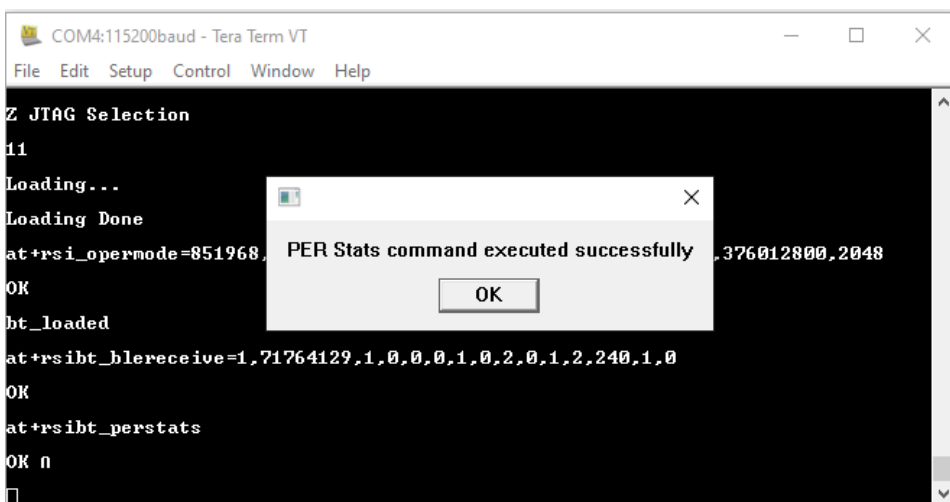 COM4:115200baud - Tera Term VT
File Edit Setup Control Window Help
Z JTAG Selection
11
Loading...
Loading Done
at+rsi_opermode=851968, ,376012800,2048
OK
bt_loaded
at+rsibt_blereceive=1,71764129,1,0,0,0,1,0,2,0,1,2,240,1,0
OK
at+rsibt_perstats
OK ∩
PER Stats command executed successfully
OK